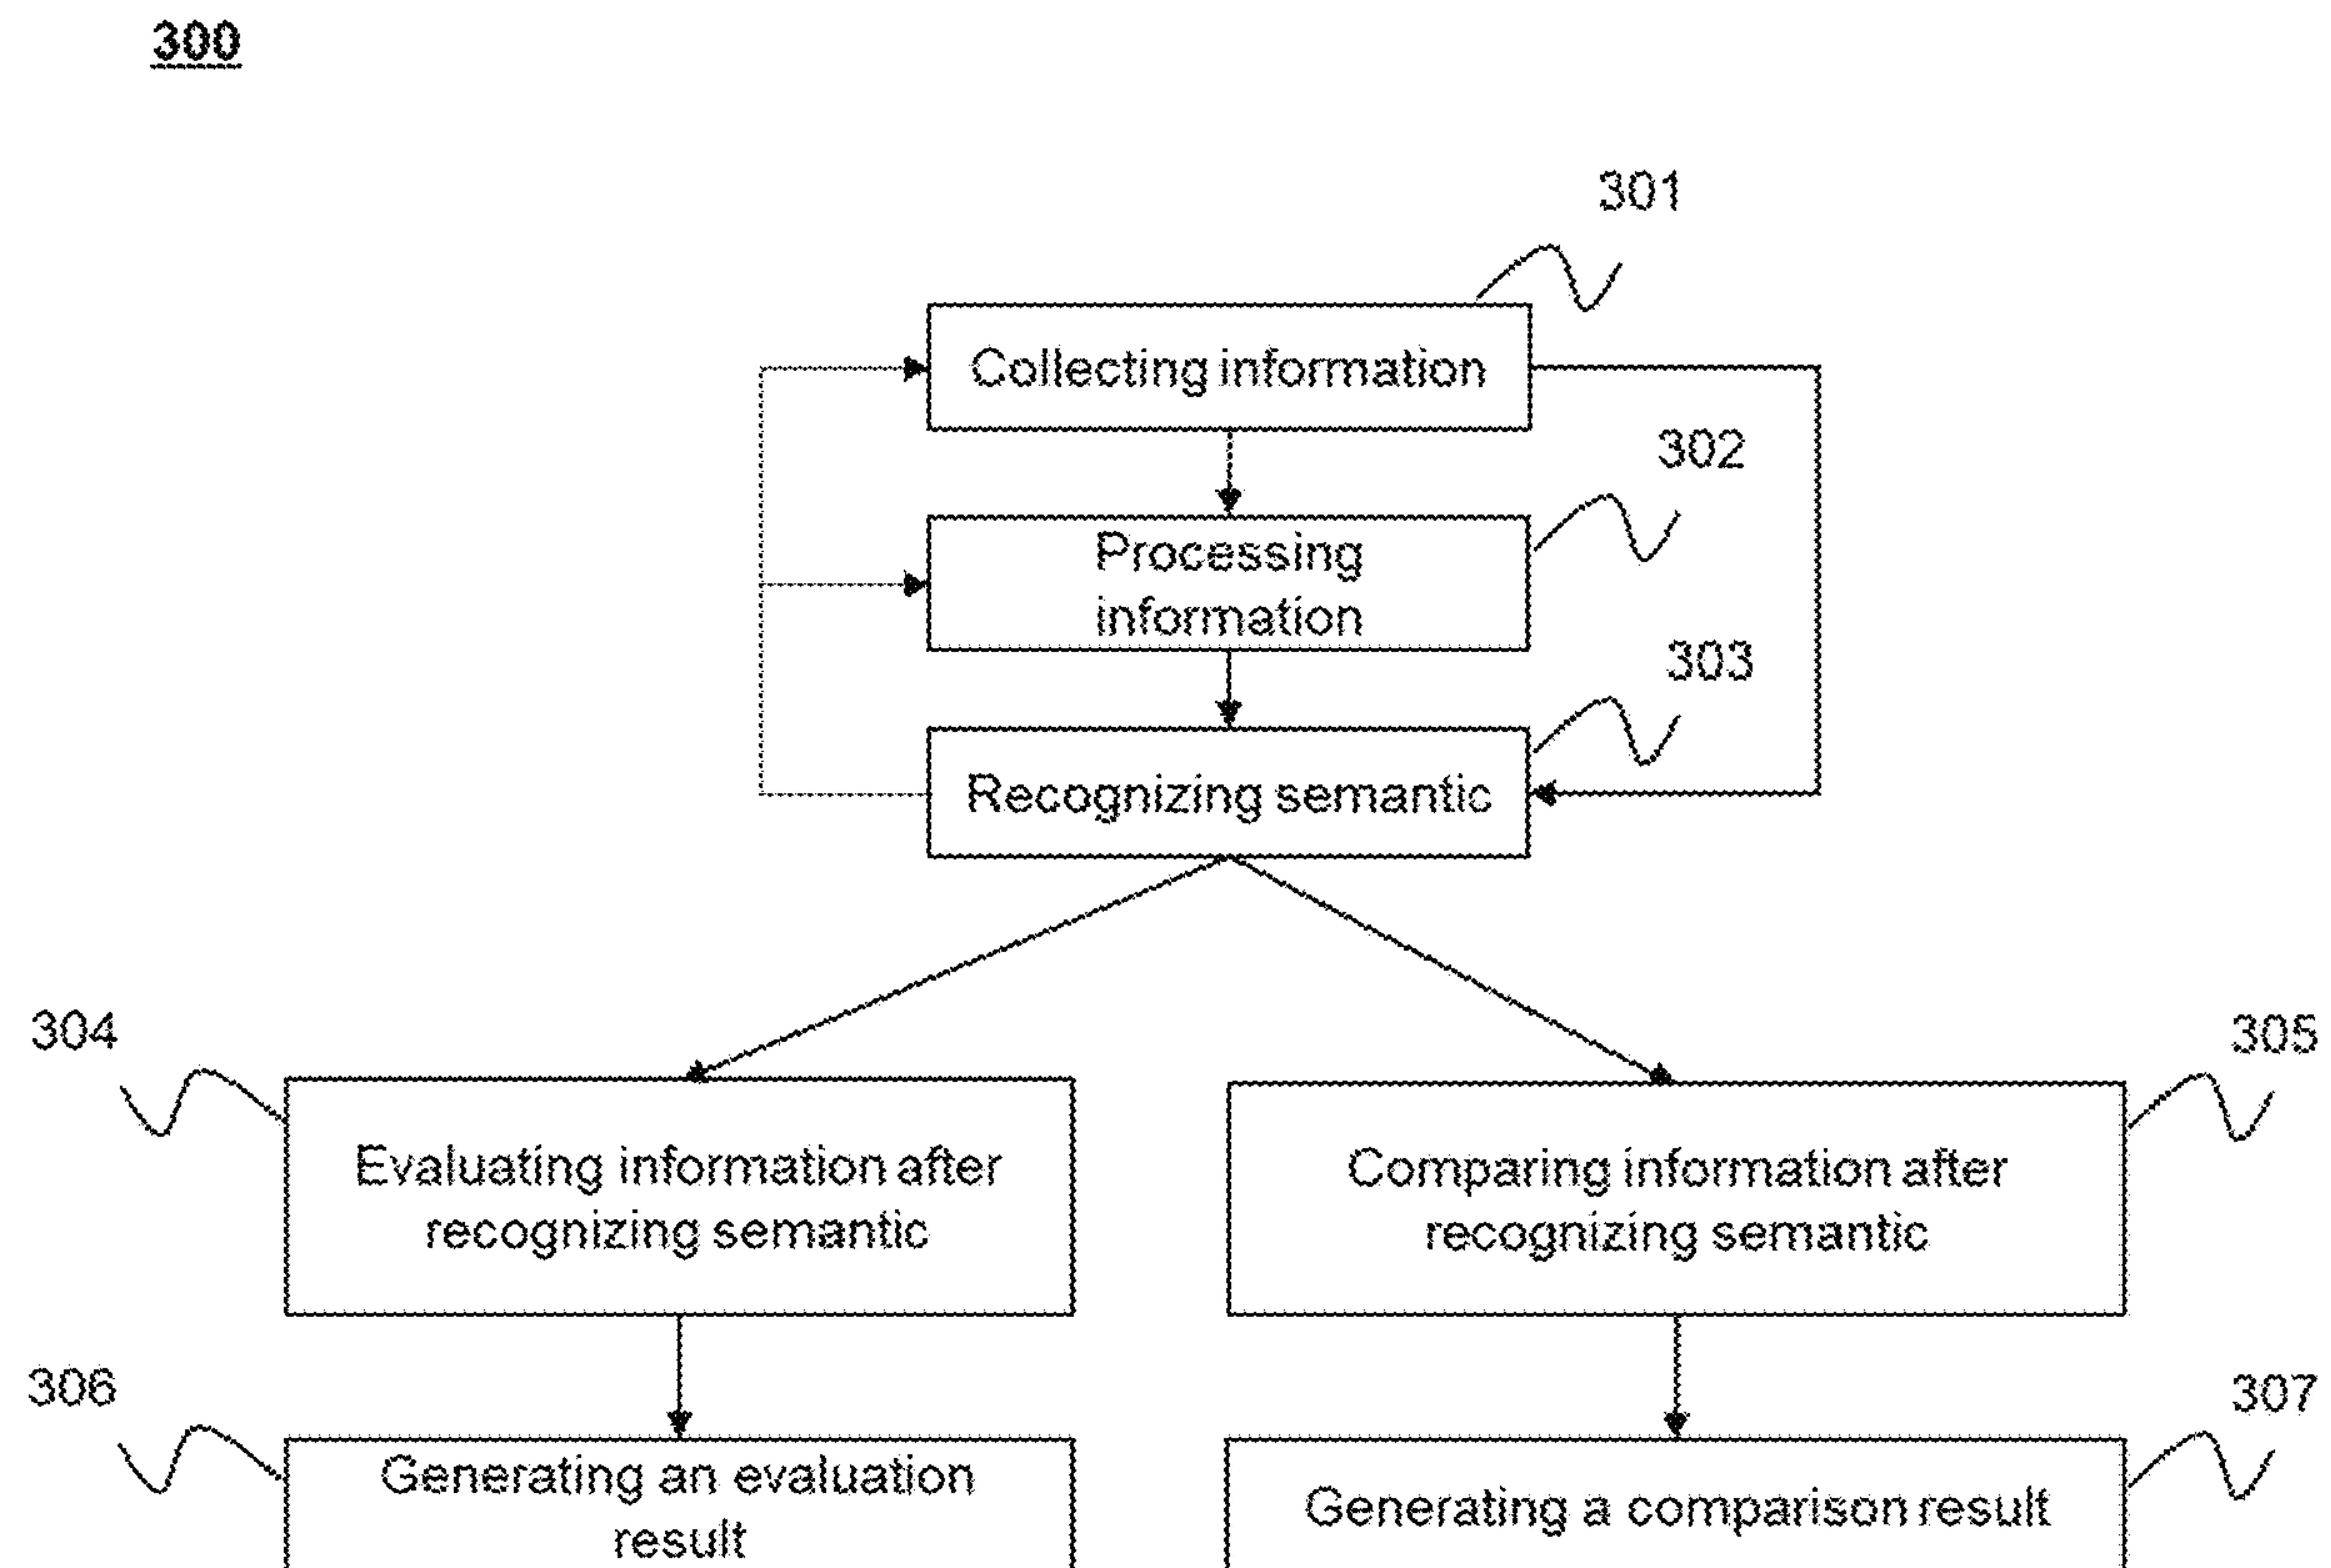 300
301
Collecting information
302
Processing
information
303
Recognizing semantic
304
305
Evaluating information after
recognizing semantic
Comparing information after
recognizing semantic
306
307
Generating an evaluation
result
Generating a comparison result